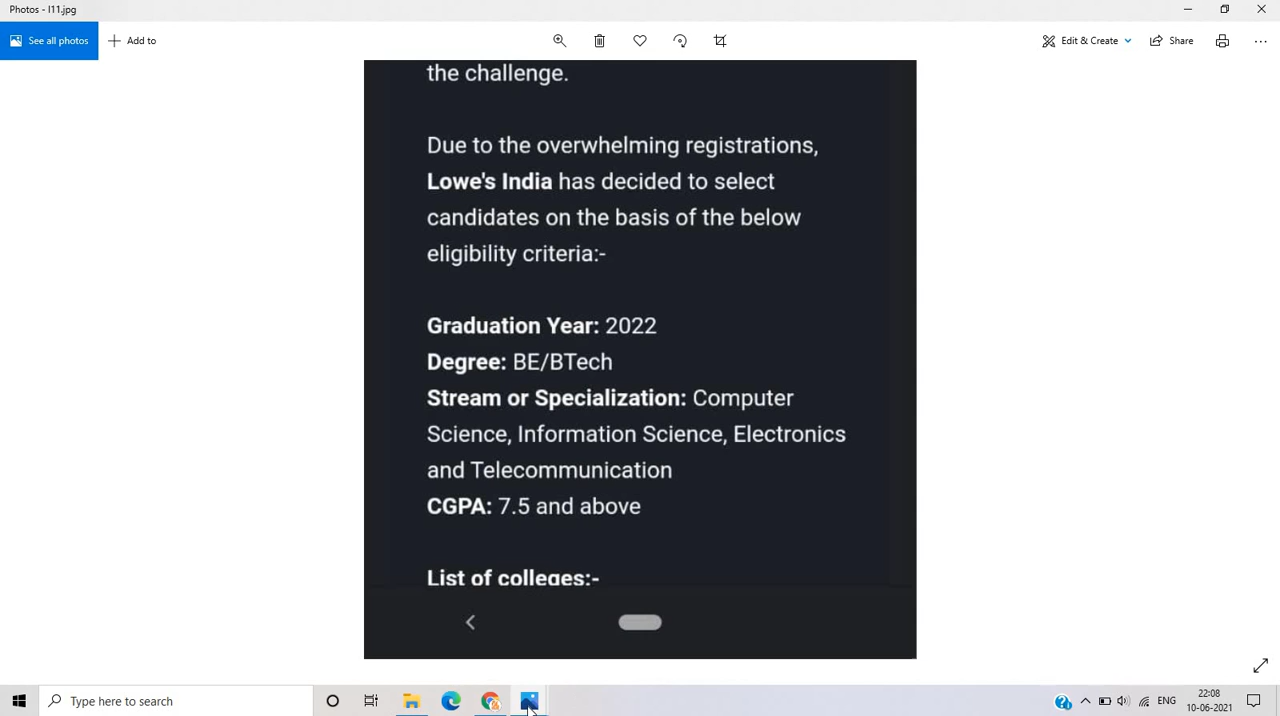 Photos - I11.jpg
See all photos
Add to
Edit & Create
Share
the challenge.
Due to the overwhelming registrations,
Lowe's India has decided to select
candidates on the basis of the below
eligibility criteria:-
Graduation Year: 2022
Degree: BE/BTech
Stream or Specialization: Computer
Science, Information Science, Electronics
and Telecommunication
CGPA: 7.5 and above
List of colleges:-
Type here to search
ENG
22:08
10-06-2021